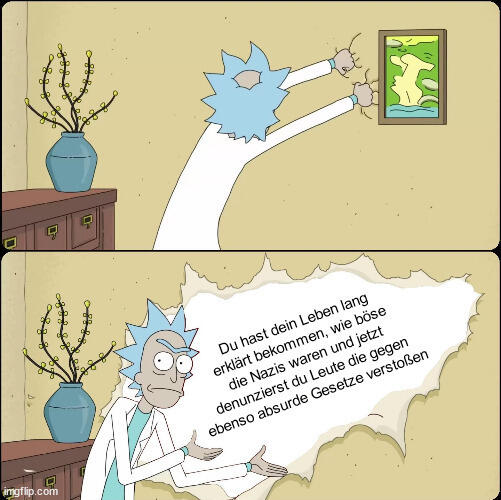 Du hast dein Leben lang
erklärt bekommen, wie böse
die Nazis waren und jetzt
denunzierst du Leute die gegen
ebenso absurde Gesetze verstoßen
imgflip.com